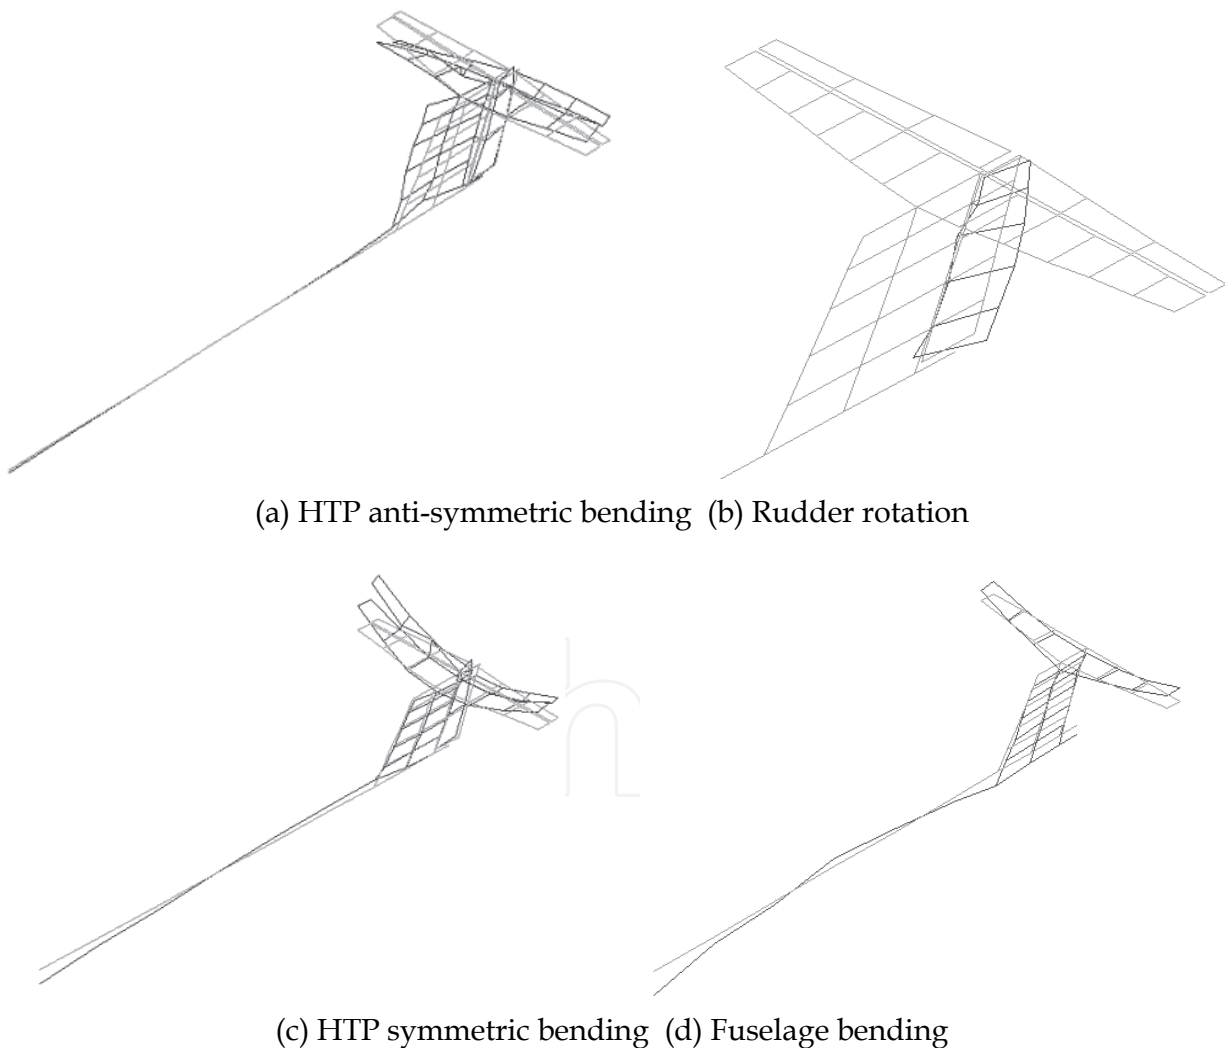 (a) HTP anti-symmetric bending (b) Rudder rotation
(c) HTP symmetric bending (d) Fuselage bending